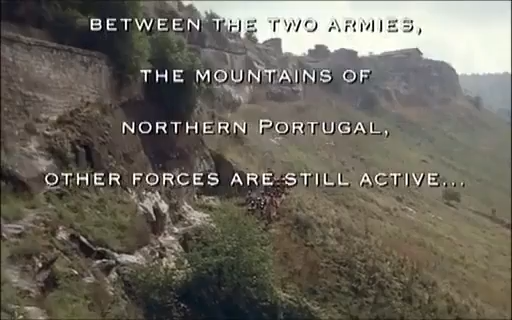 BETWEEN THE TWO ARMIES,
THE MOUNTAINS OF
NORTHERN PORTUGAL,
OTHER FORCES ARE STILL ACTIVE...